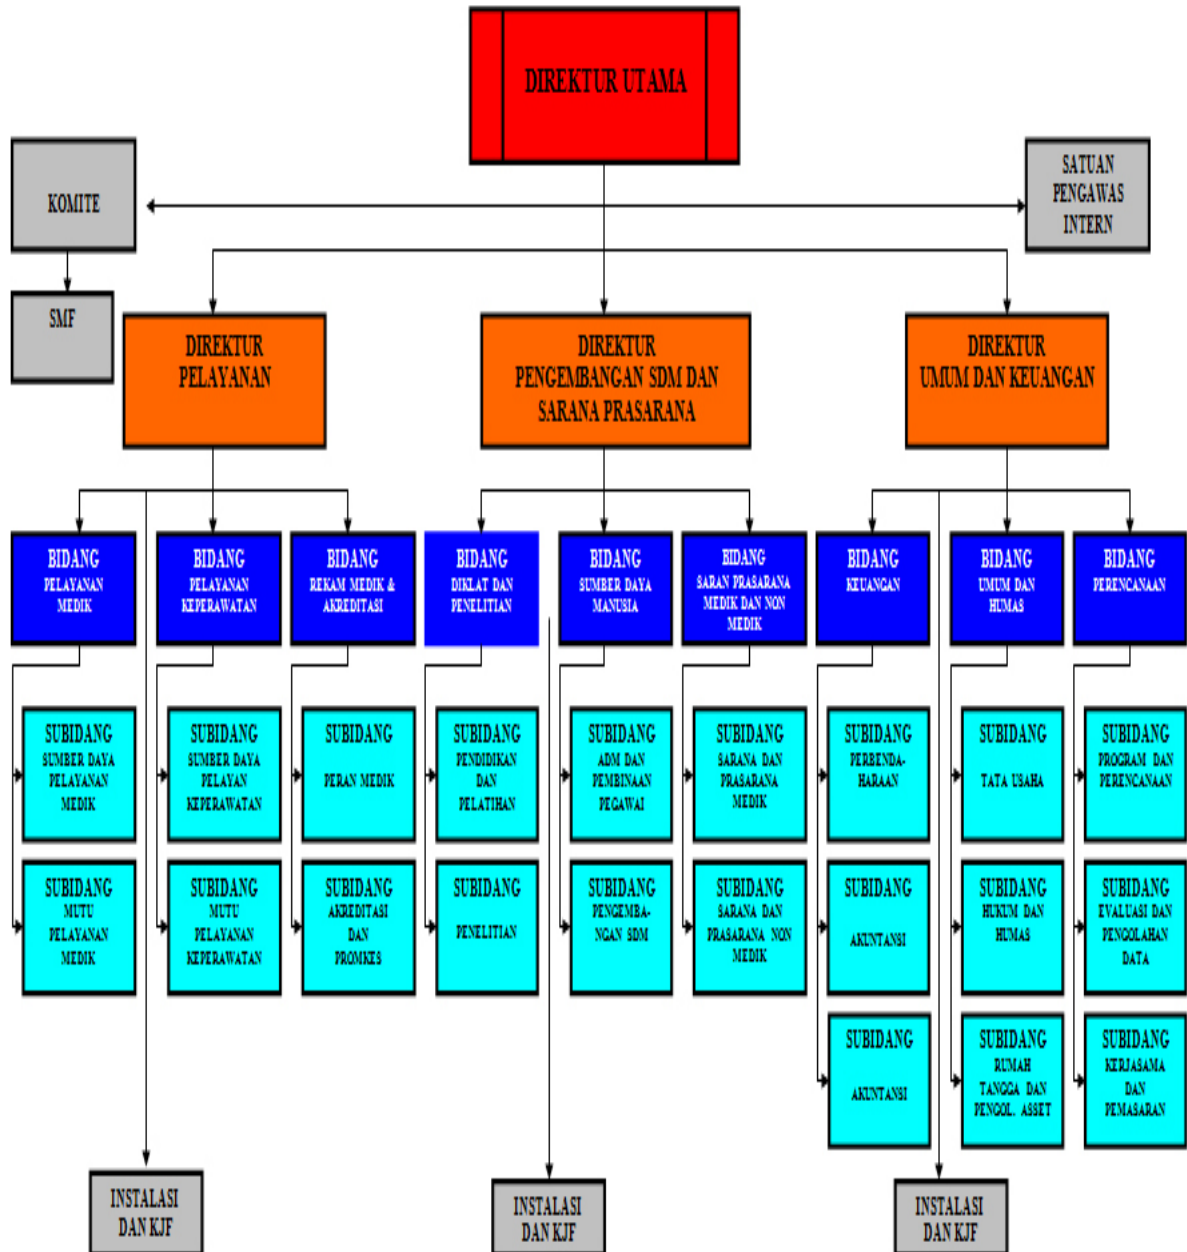 DIREKTUR UTAMA
KOMITE
SATUAN
PENGAWAS
INTERN
SMF
DIREKTUR
PELAYANAN
DIREKTUR
PENGEMBANGAN SDM DAN
SARANA PRASARANA
DIREKTUR
UMUM DAN KEUANGAN
BIDANG
PELAYANAN
MEDIK
BIDANG
PELAYANAN
KEPERAWATAN
BIDANG
REKAM MEDIK &
AKREDITASI
BIDANG
DIKLAT DAN
PENELITIAN
BIDANG
SUMBER DAYA
MANUSIA
BIDANG
SARAN PRASARANA
MEDIK DAN NON
MEDIK
BIDANG
KEUANGAN
BIDANG
UMUM DAN
HUMAS
BIDANG
PERENCANAAN
SUBIDANG
SUMBER DAYA
PELAYANAN
MEDIK
SUBIDANG
SUMBER DAYA
PELAYAN
KEPERAWATAN
SUBIDANG
PERAN MEDIK
SUBIDANG
PENDIDIKAN
DAN
PELATIHAN
SUBIDANG
ADM DAN
PEMBINAAN
PEGAWAI
SUBIDANG
SARANA DAN
PRASARANA
MEDIK
SUBIDANG
PERBENDA-
HARAAN
SUBIDANG
TATA USAHA
SUBIDANG
PROGRAM DAN
PERENCANAAN
SUBIDANG
MUTU
PELAYANAN
MEDIK
SUBIDANG
MUTU
PELAYANAN
KEPERAWATAN
SUBIDANG
AKREDITASI
DAN
PROMKES
SUBIDANG
PENELITIAN
SUBIDANG
PENGEMBA-
NGAN SDM
SUBIDANG
SARANA DAN
PRASARANA NON
MEDIK
SUBIDANG
AKUNTANSI
SUBIDANG
HUKUM DAN
HUMAS
SUBIDANG
EVALUASI DAN
PENGOLAHAN
DATA
SUBIDANG
AKUNTANSI
SUBIDANG
RUMAH
TANGGA DAN
PENGOL. ASSET
SUBIDANG
KERJASAMA
DAN
PEMASARAN
INSTALASI
DAN KJF
INSTALASI
DAN KJF
INSTALASI
DAN KJF